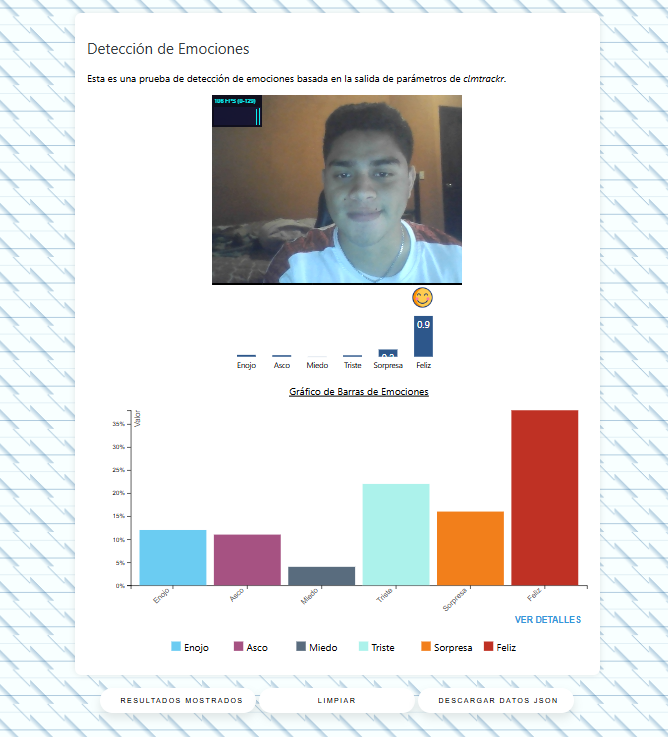 Detección de Emociones
Esta es una prueba de detección de emociones basada en la salida de parámetros de clmtrackr.
106 FPS (0-120)
0.9
0.2
Enojo Asco Miedo Triste Sorpresa Feliz
Gráfico de Barras de Emociones
Valor
35%
30%
25%
20%
15%
10%
5%
0%
Enojo Asco Miedo Triste Sorpresa Feliz
VER DETALLES
Enojo Asco Miedo Triste Sorpresa Feliz
RESULTADOS MOSTRADOS LIMPIAR DESCARGAR DATOS JSON